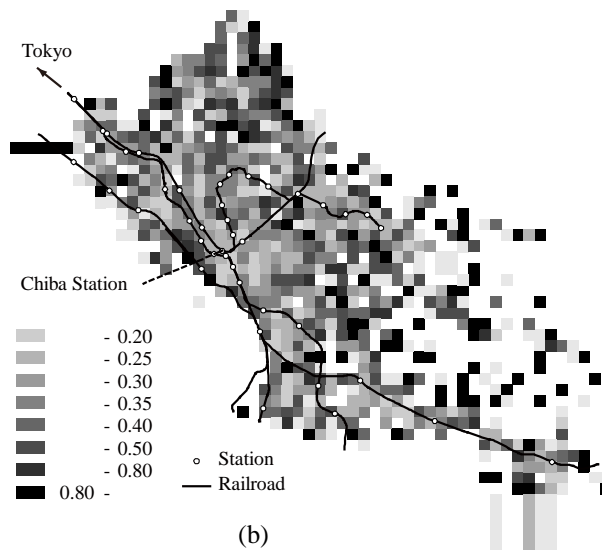 Tokyo
Chiba Station
- 0.20
- 0.25
- 0.30
- 0.35
- 0.40
- 0.50
- 0.80
0.80 -
Station
Railroad
(b)